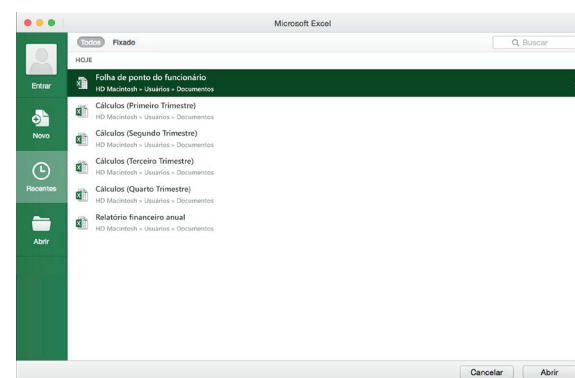 Microsoft Excel
Todos Fixado
Buscar
HOJE
Entrar
Novo
Recentes
Abrir
Folha de ponto do funcionário
HD Macintosh » Usuários » Documentos
Cálculos (Primeiro Trimestre)
HD Macintosh » Usuários » Documentos
Cálculos (Segundo Trimestre)
HD Macintosh » Usuários » Documentos
Cálculos (Terceiro Trimestre)
HD Macintosh » Usuários » Documentos
Cálculos (Quarto Trimestre)
HD Macintosh » Usuários » Documentos
Relatório financeiro anual
HD Macintosh » Usuários » Documentos
Cancelar Abrir